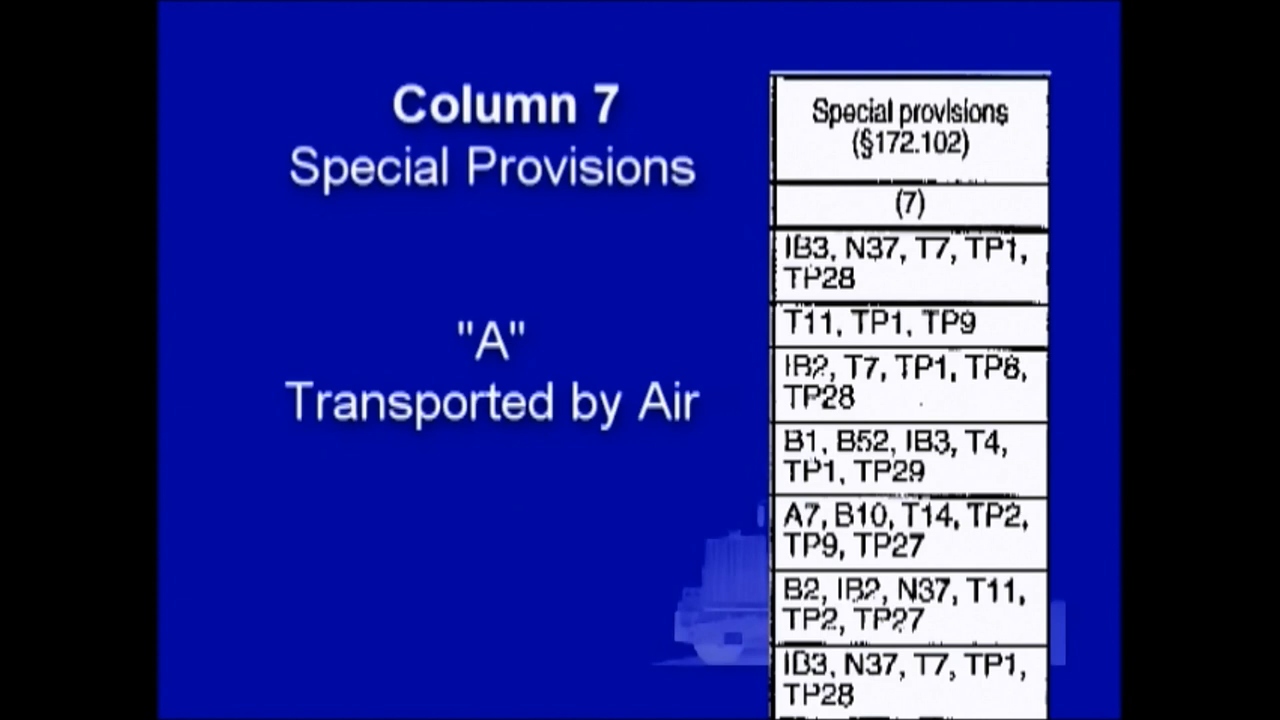 Column 7
Special Provisions
"A"
Transported by Air
Special provisions
(§172.102)
(7)
IB3, N37, T7, TP1,
TP28
T11, TP1, TP9
IB2, T7, TP1, TP8,
TP28
B1, B52, IB3, T4,
TP1, TP29
A7, B10, T14, TP2,
TP9, TP27
B2, IB2, N37, T11,
TP2, TP27
IB3, N37, T7, TP1,
TP28